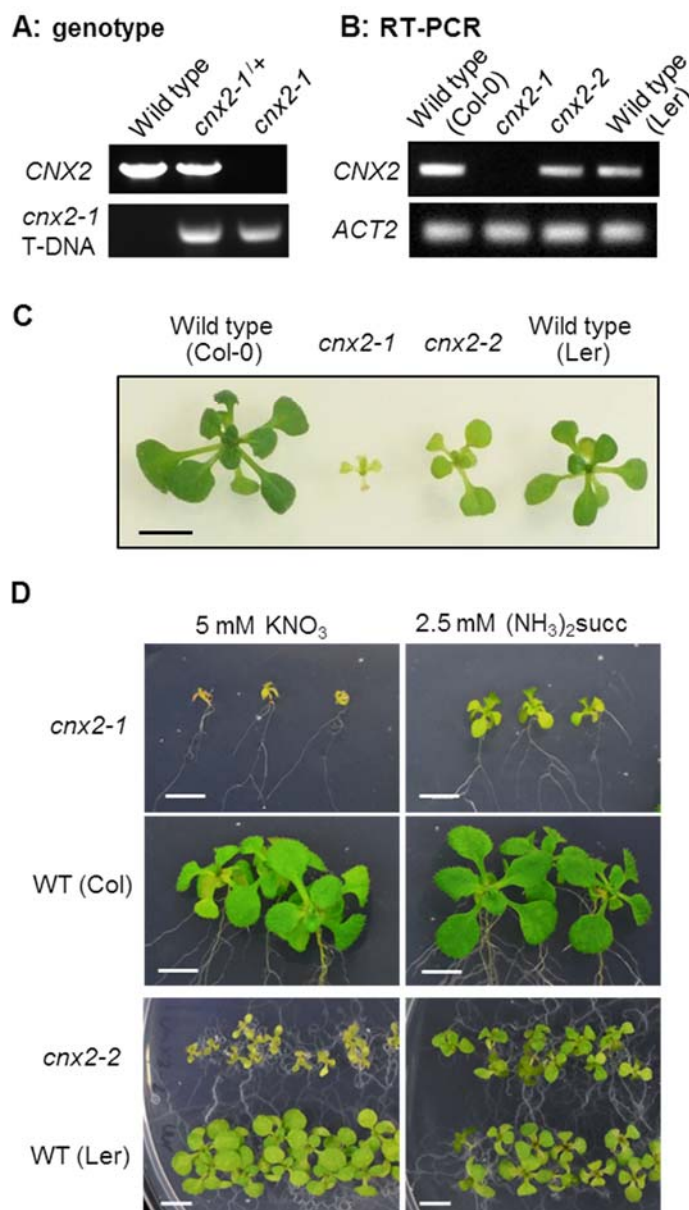 A: genotype
Wild type
cnx2-1/+
cnx2-1
CNX2
cnx2-1
T-DNA
B: RT-PCR
Wild type
(Col-0)
cnx2-1
cnx2-2
Wild type
(Ler)
CNX2
ACT2
C
Wild type
(Col-0)
cnx2-1
cnx2-2
Wild type
(Ler)
D
5 mM KNO₃
2.5 mM (NH₃)₂succ
cnx2-1
WT (Col)
cnx2-2
WT (Ler)